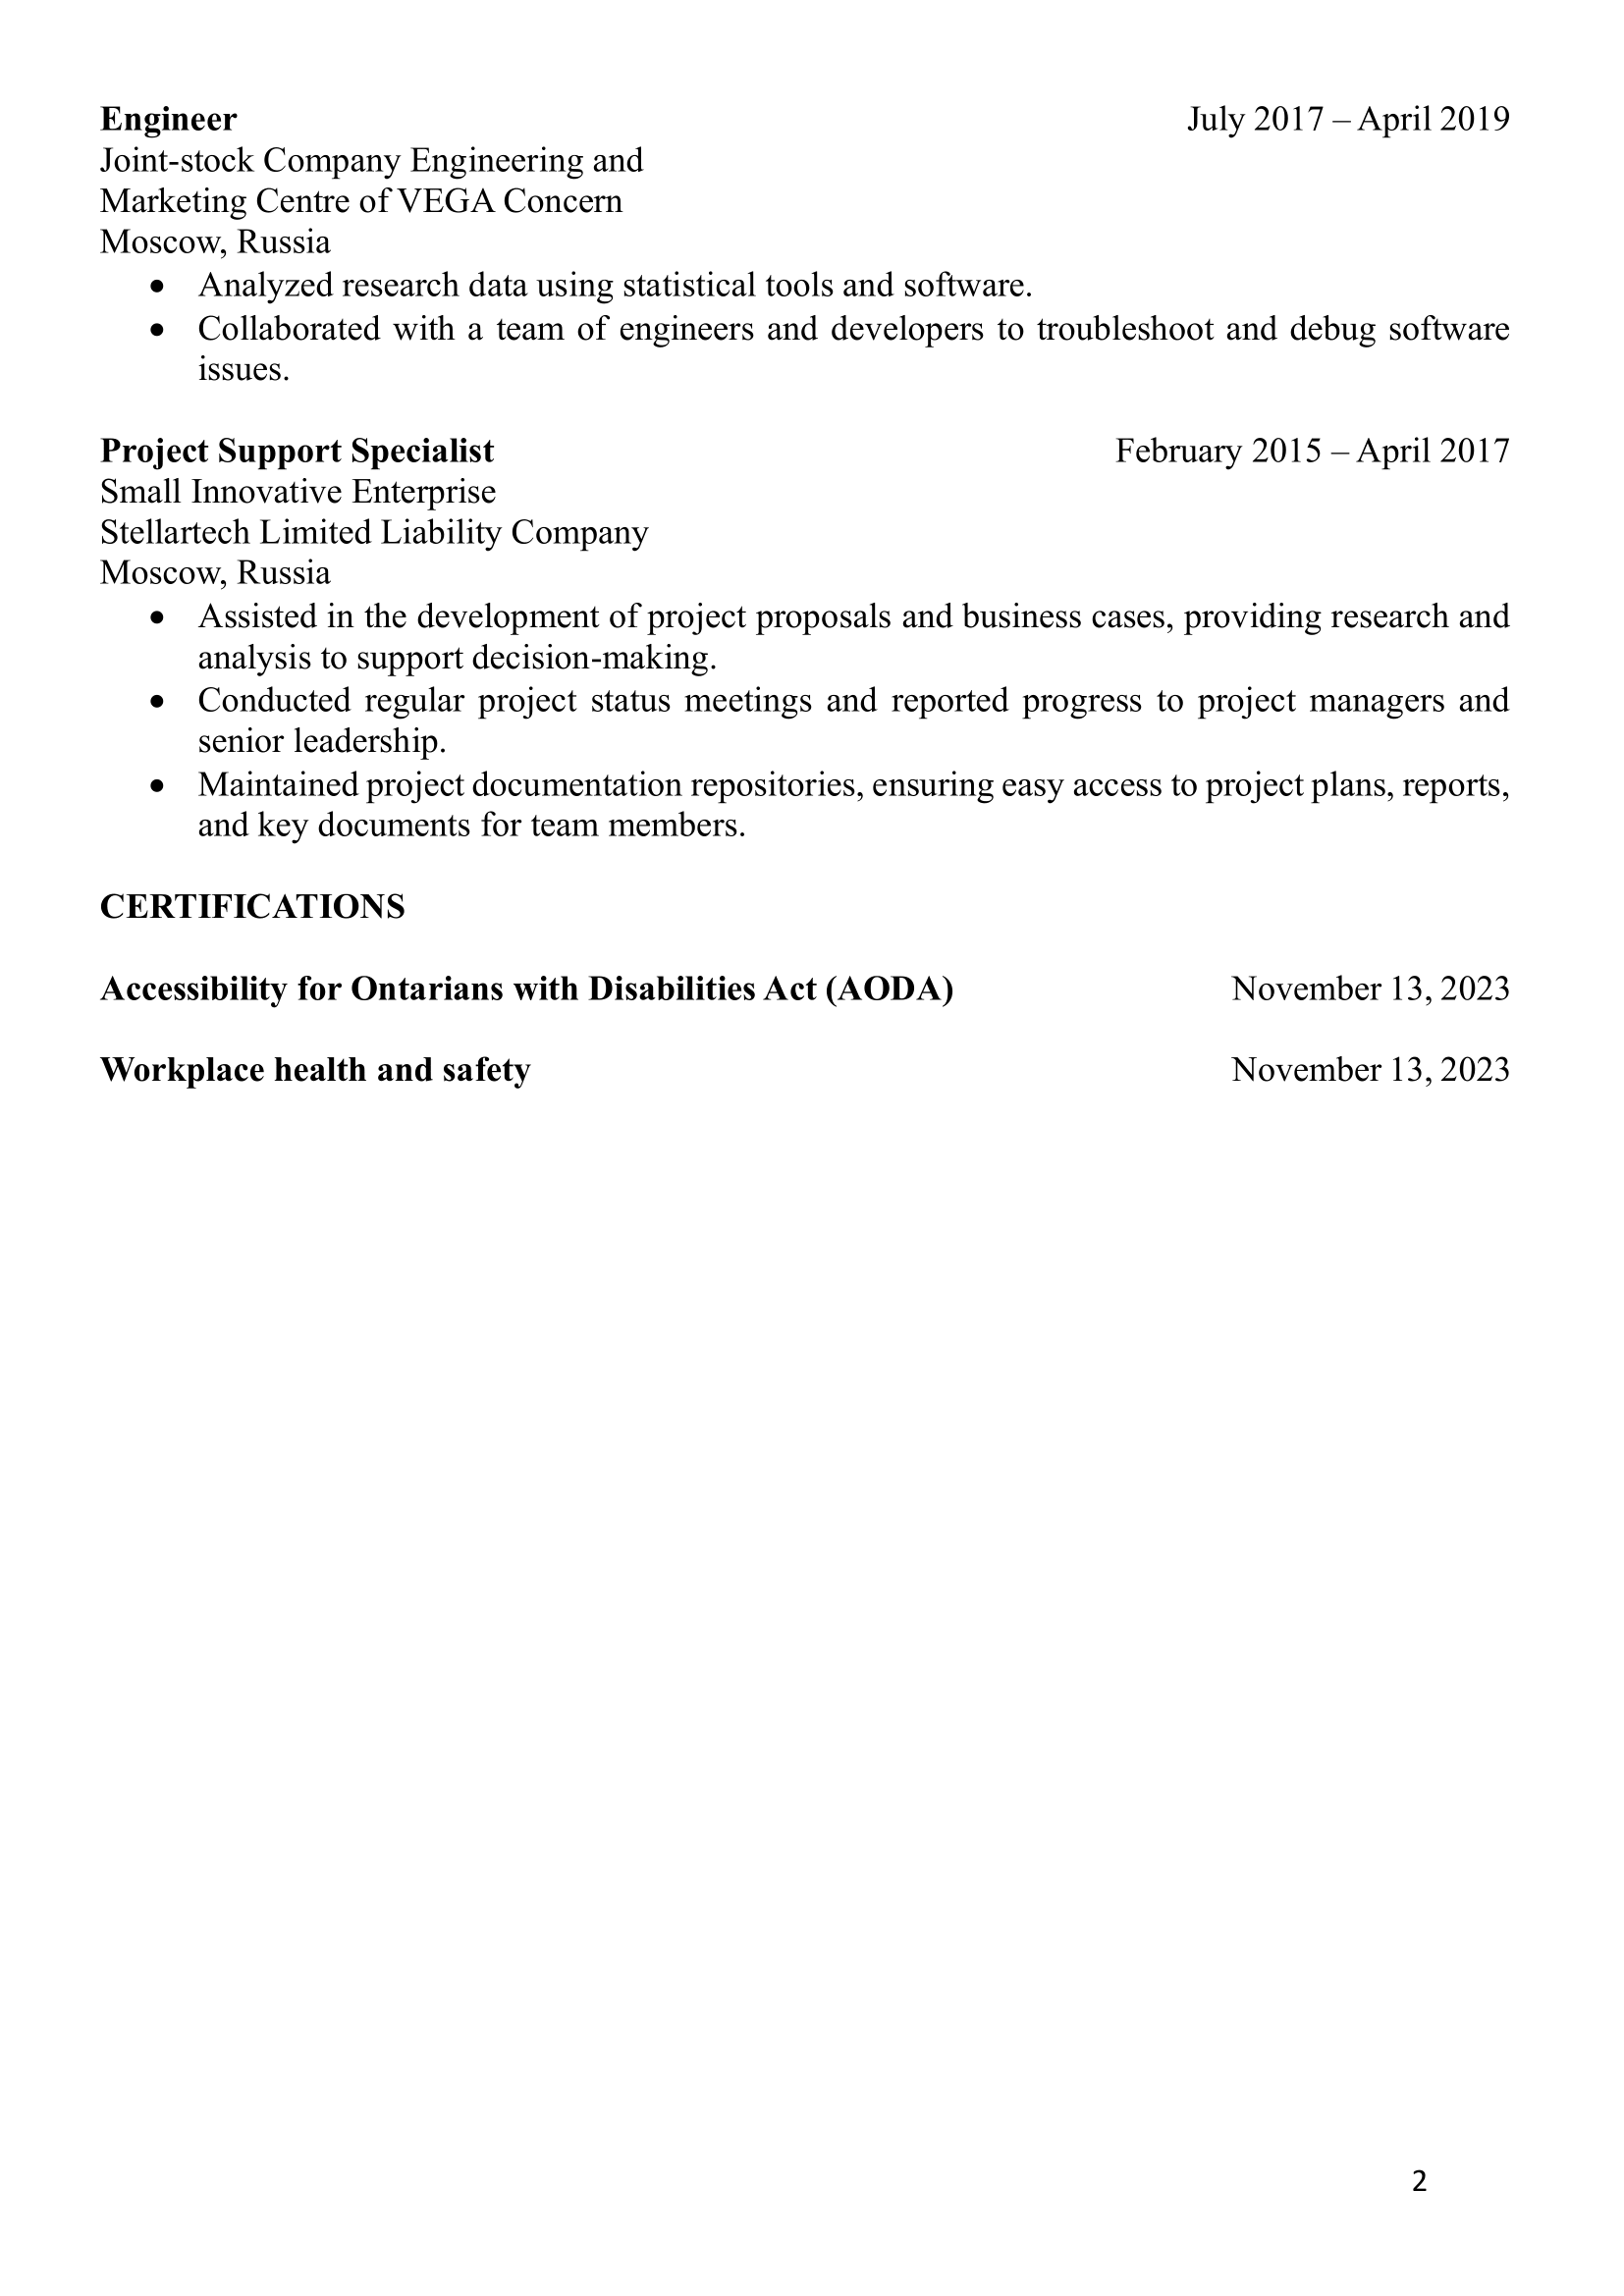 Engineer July 2017 – April 2019
Joint-stock Company Engineering and
Marketing Centre of VEGA Concern
Moscow, Russia
• Analyzed research data using statistical tools and software.
• Collaborated with a team of engineers and developers to troubleshoot and debug software
issues.
Project Support Specialist February 2015 – April 2017
Small Innovative Enterprise
Stellartech Limited Liability Company
Moscow, Russia
• Assisted in the development of project proposals and business cases, providing research and
analysis to support decision-making.
• Conducted regular project status meetings and reported progress to project managers and
senior leadership.
• Maintained project documentation repositories, ensuring easy access to project plans, reports,
and key documents for team members.
CERTIFICATIONS
Accessibility for Ontarians with Disabilities Act (AODA) November 13, 2023
Workplace health and safety November 13, 2023
2